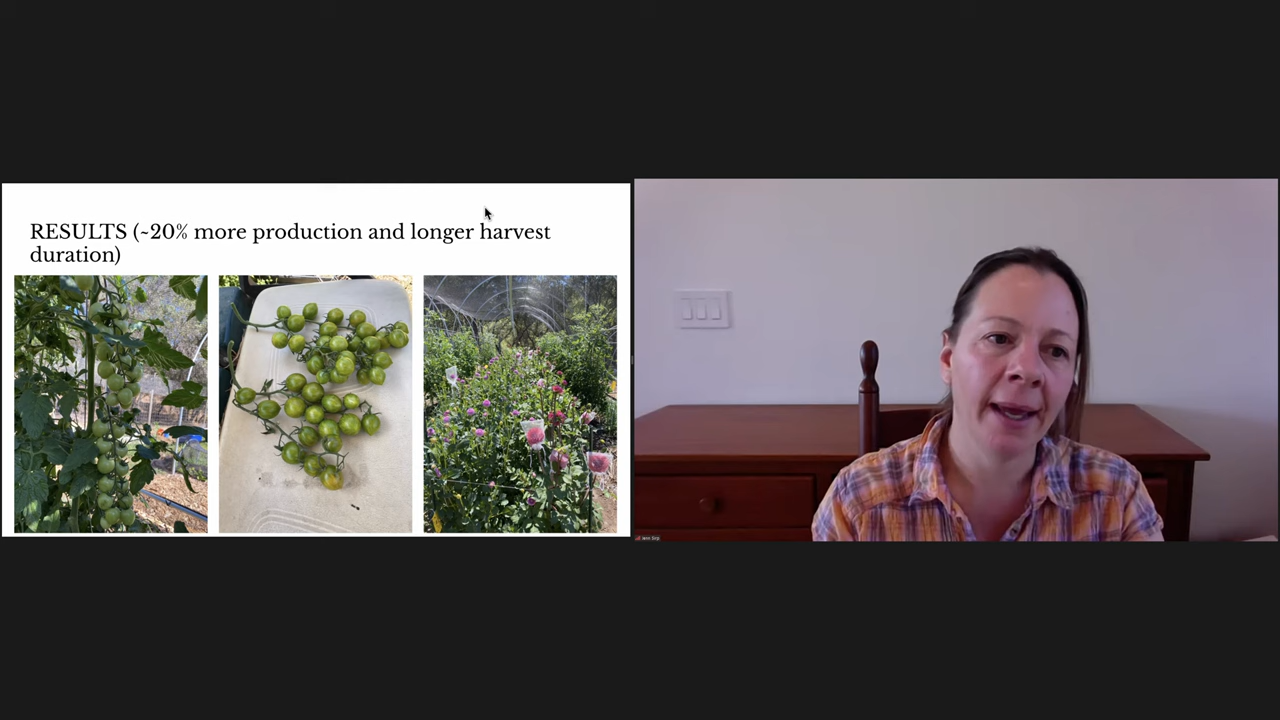 RESULTS (~20% more production and longer harvest
duration)